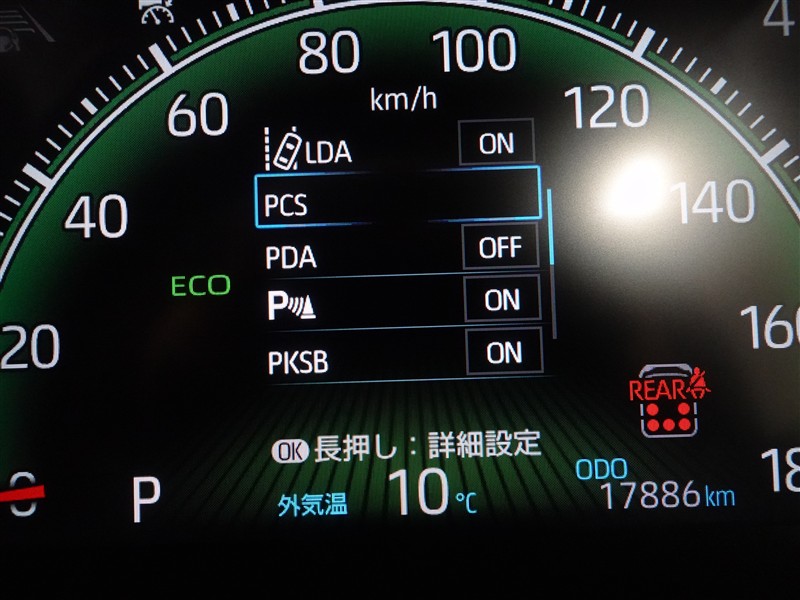 80
100
km/h
60
120
LDA ON
PCS
40
140
PDA OFF
ECO
P ON
20
160
PKSB ON
REAR
OK 長押し:詳細設定
P
外気温 10 ℃
ODO
17886 km
0